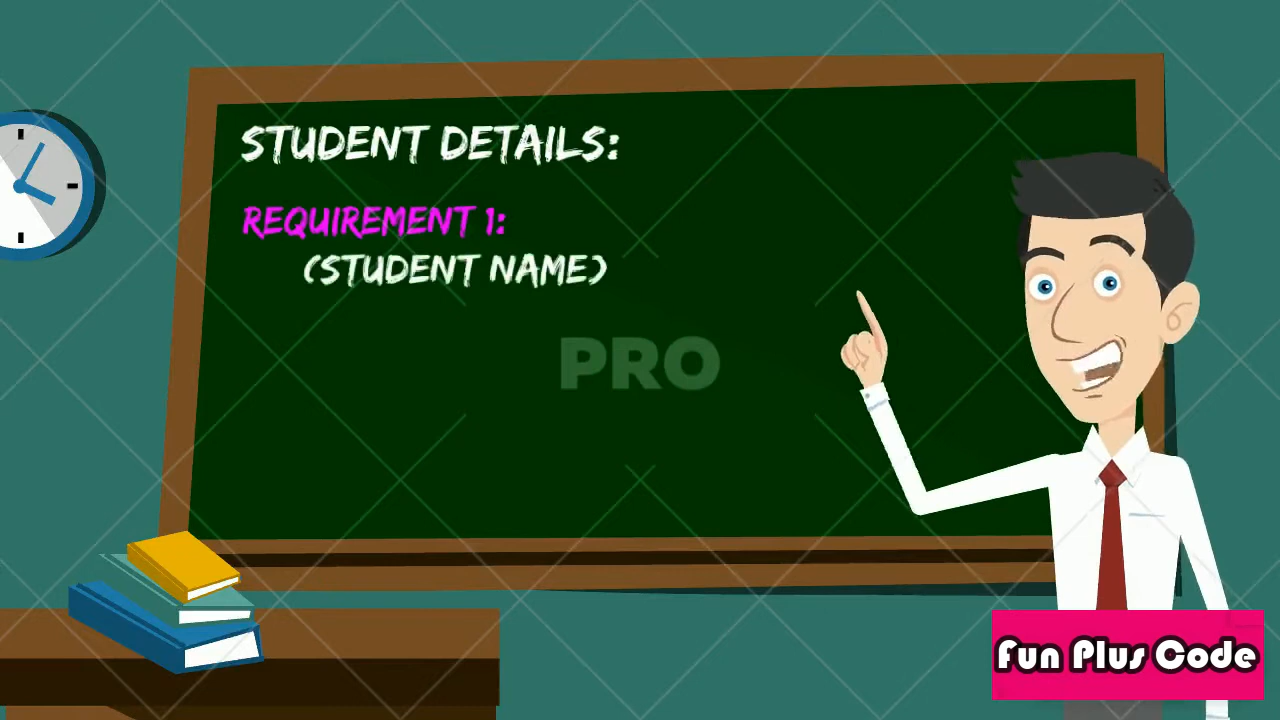 STUDENT DETAILS:
REQUIREMENT 1:
(STUDENT NAME)
PRO
Fun Plus Code